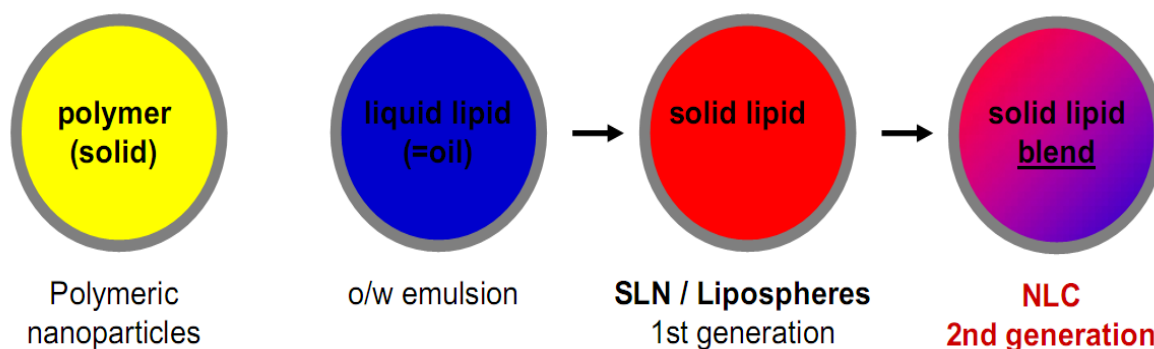 polymer
(solid)
liquid lipid
(=oil)
solid lipid
solid lipid
blend
Polymeric
nanoparticles
o/w emulsion
SLN / Lipospheres
1st generation
NLC
2nd generation